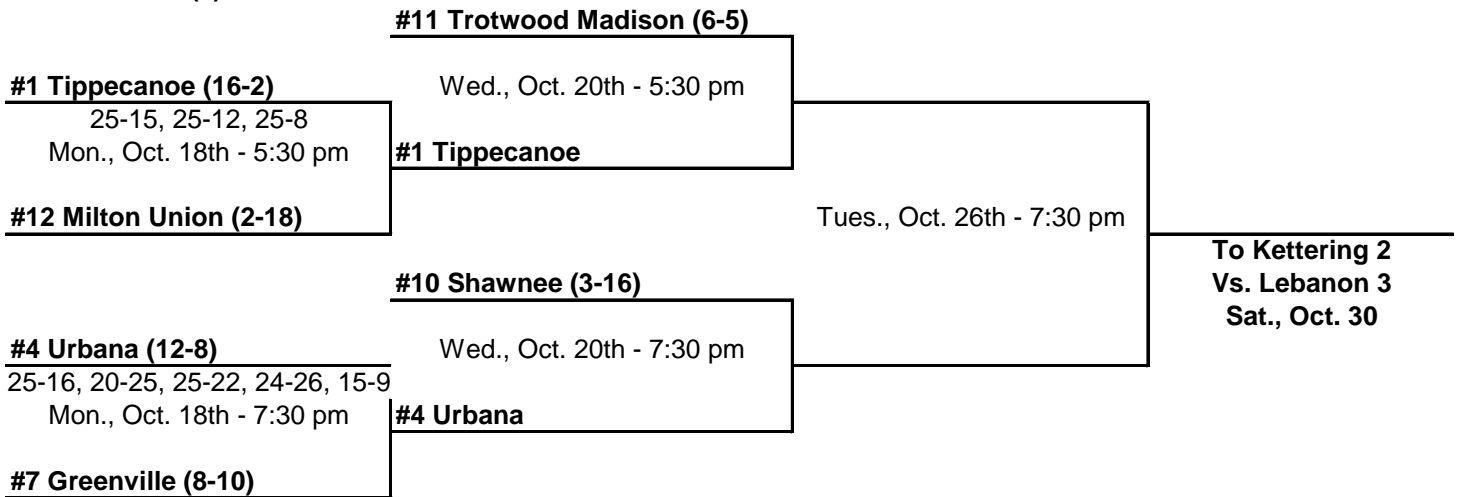 #11 Trotwood Madison (6-5)
#1 Tippecanoe (16-2)
Wed., Oct. 20th - 5:30 pm
25-15, 25-12, 25-8
Mon., Oct. 18th - 5:30 pm
#1 Tippecanoe
#12 Milton Union (2-18)
Tues., Oct. 26th - 7:30 pm
To Kettering 2
Vs. Lebanon 3
Sat., Oct. 30
#10 Shawnee (3-16)
#4 Urbana (12-8)
Wed., Oct. 20th - 7:30 pm
25-16, 20-25, 25-22, 24-26, 15-9
Mon., Oct. 18th - 7:30 pm
#4 Urbana
#7 Greenville (8-10)